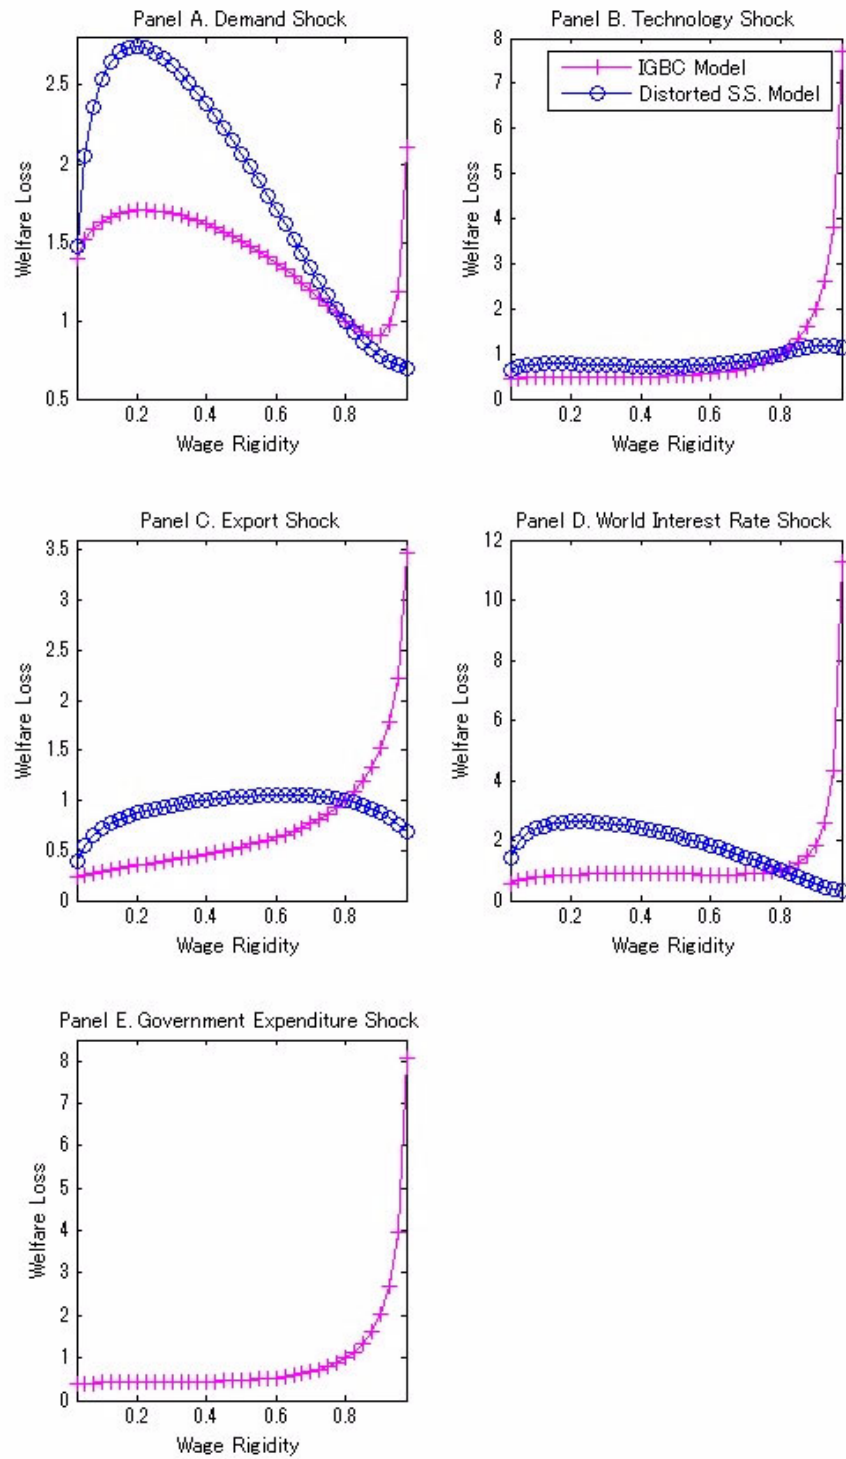 Panel A. Demand Shock
2.5
2
1.5
1
0.5
Welfare Loss
0.2 0.4 0.6 0.8
Wage Rigidity
Panel B. Technology Shock
IGBC Model
Distorted S.S. Model
8
7
6
5
4
3
2
1
0
Welfare Loss
0.2 0.4 0.6 0.8
Wage Rigidity
Panel C. Export Shock
3.5
3
2.5
2
1.5
1
0.5
0
Welfare Loss
0.2 0.4 0.6 0.8
Wage Rigidity
Panel D. World Interest Rate Shock
12
10
8
6
4
2
0
Welfare Loss
0.2 0.4 0.6 0.8
Wage Rigidity
Panel E. Government Expenditure Shock
8
7
6
5
4
3
2
1
0
Welfare Loss
0.2 0.4 0.6 0.8
Wage Rigidity